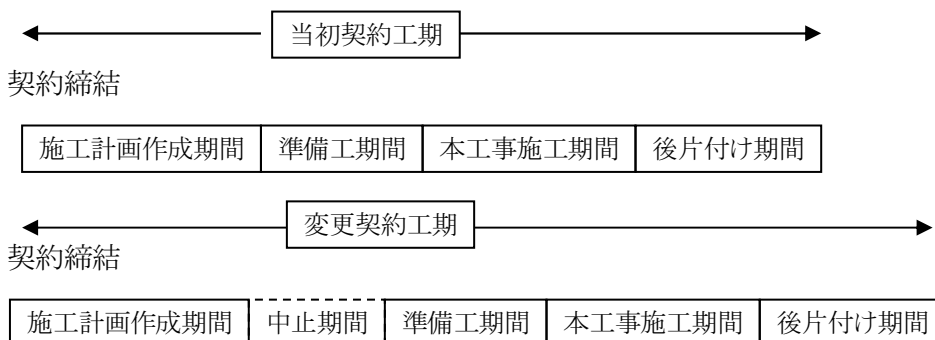 当初契約工期
契約締結
施工計画作成期間 準備工期間 本工事施工期間 後片付け期間
変更契約工期
契約締結
施工計画作成期間 中止期間 準備工期間 本工事施工期間 後片付け期間